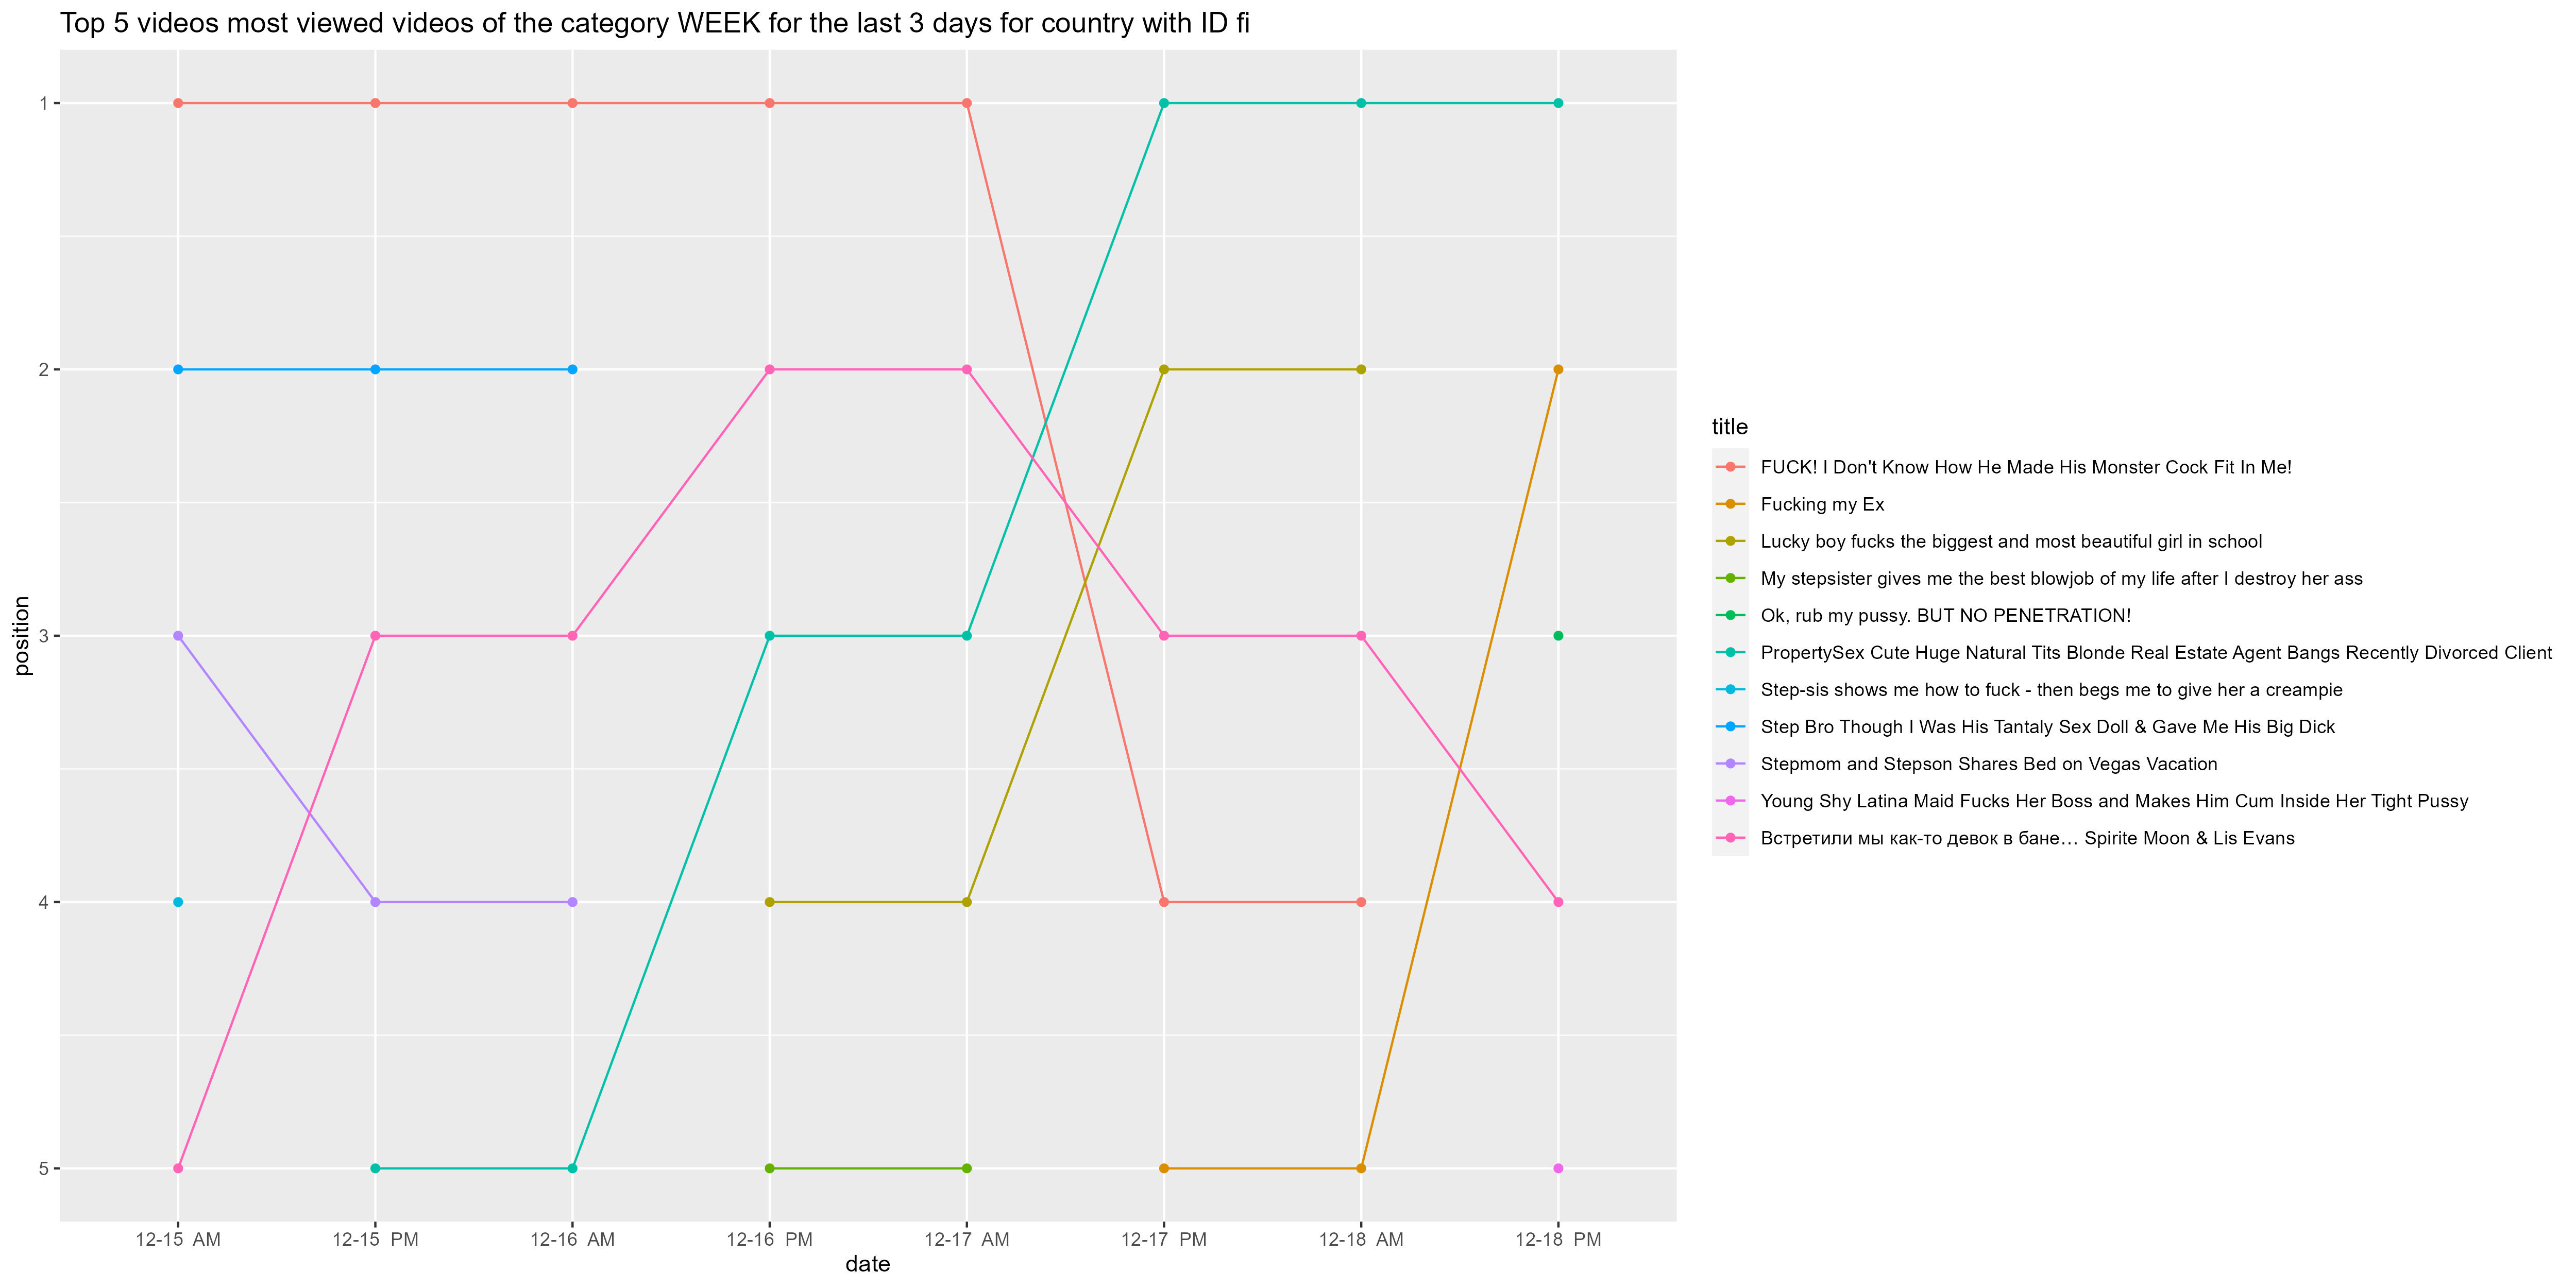 Top 5 videos most viewed videos of the category WEEK for the last 3 days for country with ID fi
position
1
2
3
4
5
12-15 AM
12-15 PM
12-16 AM
12-16 PM
12-17 AM
12-17 PM
12-18 AM
12-18 PM
date
title
FUCK! I Don't Know How He Made His Monster Cock Fit In Me!
Fucking my Ex
Lucky boy fucks the biggest and most beautiful girl in school
My stepsister gives me the best blowjob of my life after I destroy her ass
Ok, rub my pussy. BUT NO PENETRATION!
PropertySex Cute Huge Natural Tits Blonde Real Estate Agent Bangs Recently Divorced Client
Step-sis shows me how to fuck - then begs me to give her a creampie
Step Bro Though I Was His Tantaly Sex Doll & Gave Me His Big Dick
Stepmom and Stepson Shares Bed on Vegas Vacation
Young Shy Latina Maid Fucks Her Boss and Makes Him Cum Inside Her Tight Pussy
Встретили мы как-то девок в бане… Spirite Moon & Lis Evans